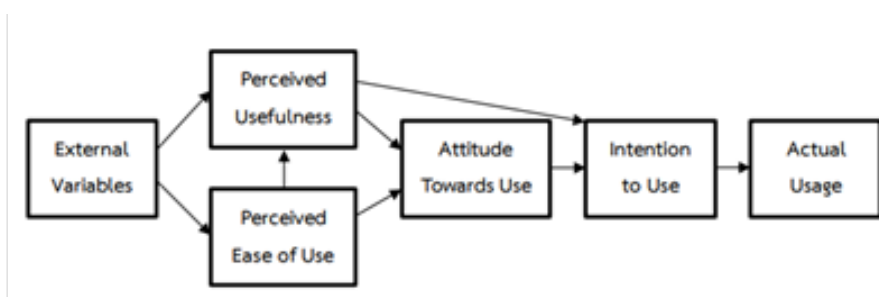 Perceived
Usefulness
External
Variables
Attitude
Towards Use
Intention
to Use
Actual
Usage
Perceived
Ease of Use